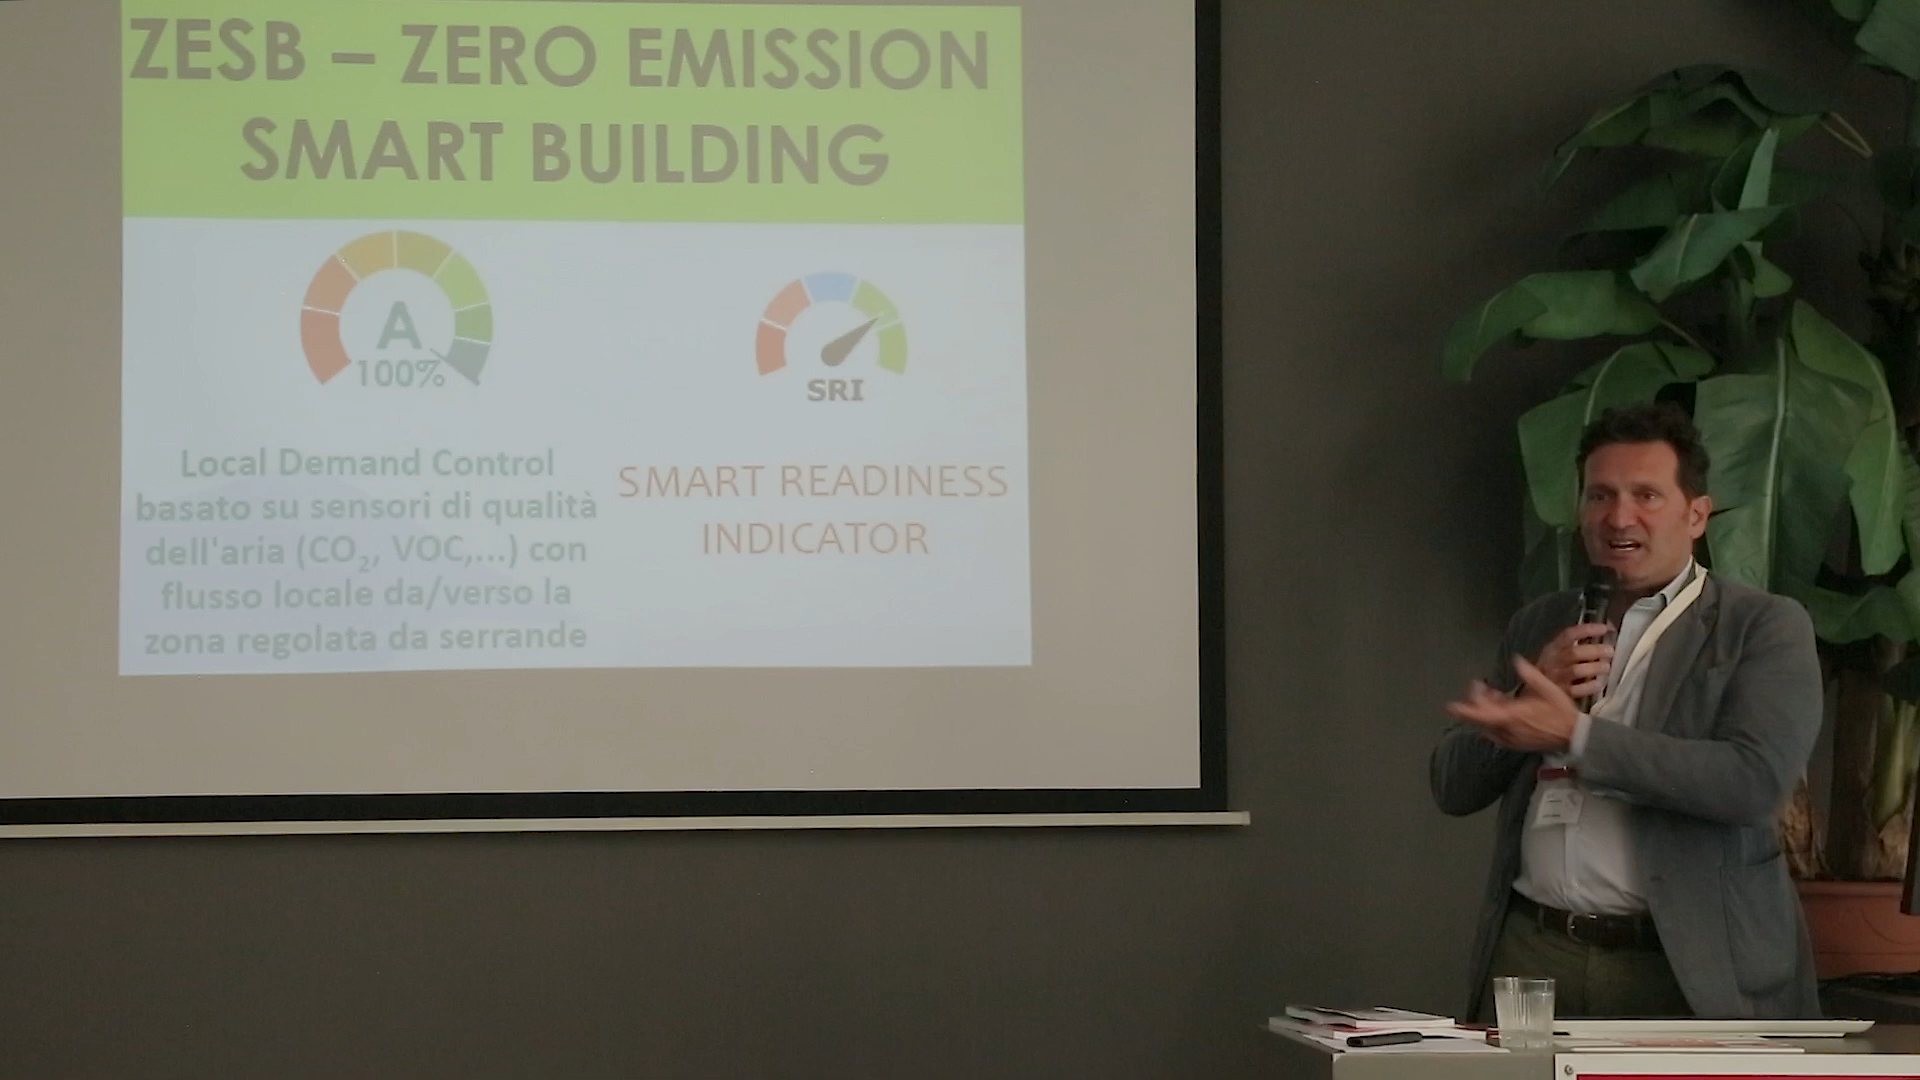 ZESB – ZERO EMISSION
SMART BUILDING
A
100%
SRI
Local Demand Control
basato su sensori di qualità
dell'aria (CO₂, VOC,...) con
flusso locale da/verso la
zona regolata da serrande
SMART READINESS
INDICATOR